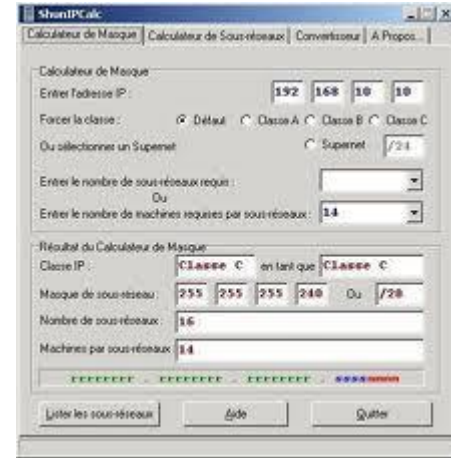 ShunIPCalc
Calculateur de Masque Calculateur de Sous-réseaux Convertisseur A Propos...
Calculateur de Masque
Entrer l'adresse IP : 192 168 10 10
Forcer la classe : Défaut Classe A Classe B Classe C
Ou sélectionner un Supernet Supernet /24
Entrer le nombre de sous-réseaux requis :
Ou
Entrer le nombre de machines requises par sous-réseaux : 14
Résultat du Calculateur de Masque
Classe IP : Classe C en tant que Classe C
Masque de sous-réseau : 255 255 255 240 Ou /28
Nombre de sous-réseaux : 16
Machines par sous-réseaux 14
rrrrrrrr . rrrrrrrr . rrrrrrrr . ssssmmmm
Lister les sous-réseaux Aide Quitter